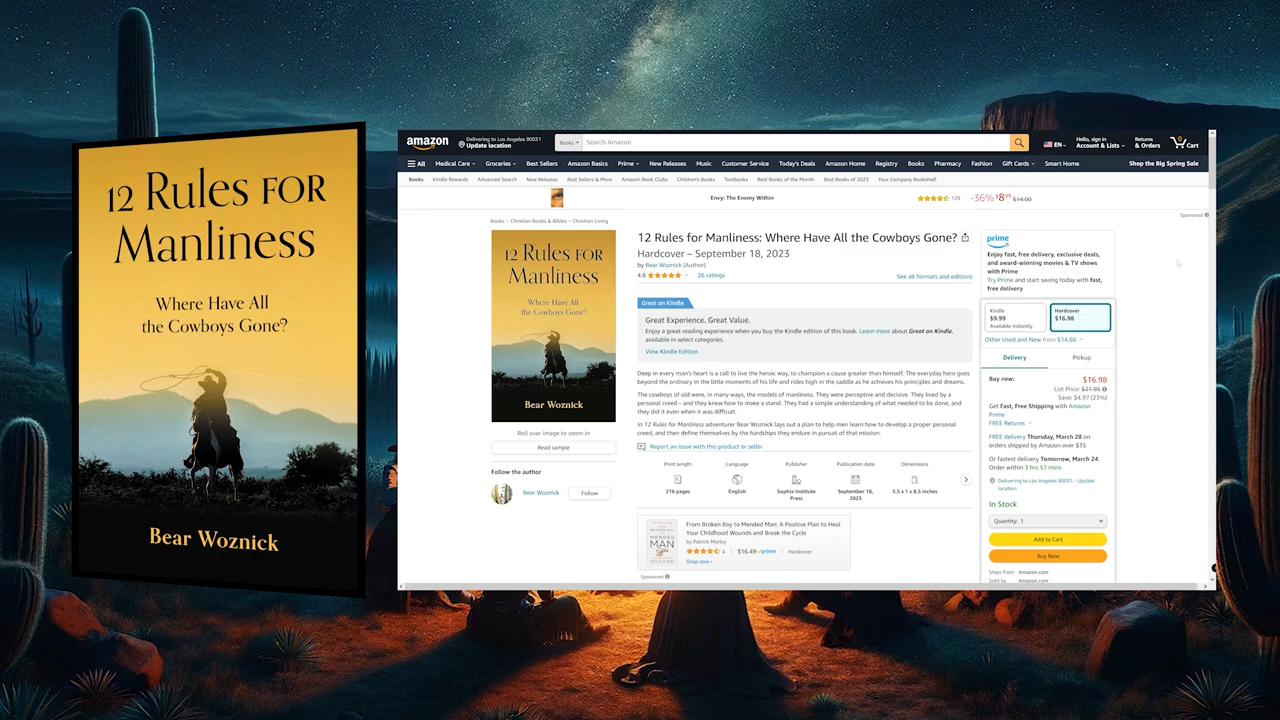 12 Rules FOR
Manliness
Where Have All
the Cowboys Gone?
Bear Woznick
amazon
Delivering to Los Angeles 90031
Update location
Books
Search Amazon
EN
Hello, sign in
Account & Lists
Returns
& Orders
0
Cart
All
Medical Care
Groceries
Best Sellers
Amazon Basics
Prime
New Releases
Music
Customer Service
Today's Deals
Amazon Home
Registry
Books
Pharmacy
Fashion
Gift Cards
Smart Home
Shop the Big Spring Sale
Books
Kindle Rewards
Advanced Search
New Releases
Best Sellers & More
Amazon Book Clubs
Children's Books
Textbooks
Best Books of the Month
Best Books of 2023
Your Company Bookshelf
Envy: The Enemy Within
129
-36% $8⁹⁹ $14.00
Sponsored
Books › Christian Books & Bibles › Christian Living
12 Rules FOR
Manliness
Where Have All
the Cowboys Gone?
Bear Woznick
Roll over image to zoom in
Read sample
Follow the author
Bear Woznick
Follow
12 Rules for Manliness: Where Have All the Cowboys Gone?
Hardcover – September 18, 2023
by Bear Woznick (Author)
4.8
26 ratings
See all formats and editions
Great on Kindle
Great Experience. Great Value.
Enjoy a great reading experience when you buy the Kindle edition of this book. Learn more about Great on Kindle,
available in select categories.
View Kindle Edition
Deep in every man's heart is a call to live the heroic way, to champion a cause greater than himself. The everyday hero goes
beyond the ordinary in the little moments of his life and rides high in the saddle as he achieves his principles and dreams.
The cowboys of old were, in many ways, the models of manliness. They were perceptive and decisive. They lived by a
personal creed – and they knew how to make a stand. They had a simple understanding of what needed to be done, and
they did it even when it was difficult.
In 12 Rules for Manliness adventurer Bear Woznick lays out a plan to help men learn how to develop a proper personal
creed, and then define themselves by the hardships they endure in pursuit of that mission.
Report an issue with this product or seller
Print length
216 pages
Language
English
Publisher
Sophia Institute
Press
Publication date
September 18,
2023
Dimensions
5.5 x 1 x 8.5 inches
MENDED
MAN
From Broken Boy to Mended Man: A Positive Plan to Heal
Your Childhood Wounds and Break the Cycle
by Patrick Morley
4
$16.49
prime
Hardcover
Shop now ›
Sponsored
prime
Enjoy fast, free delivery, exclusive deals,
and award-winning movies & TV shows
with Prime
Try Prime and start saving today with fast,
free delivery
Kindle
$9.99
Available instantly
Hardcover
$16.98
Other Used and New from $14.66
Delivery
Pickup
Buy new:
$16.98
List Price: $21.95
Save: $4.97 (23%)
Get Fast, Free Shipping with Amazon
Prime
FREE Returns
FREE delivery Thursday, March 28 on
orders shipped by Amazon over $35
Or fastest delivery Tomorrow, March 24.
Order within 3 hrs 57 mins
Delivering to Los Angeles 90031 - Update
location
In Stock
Quantity: 1
Add to Cart
Buy Now
Ships from
Amazon.com
Sold by
Amazon.com